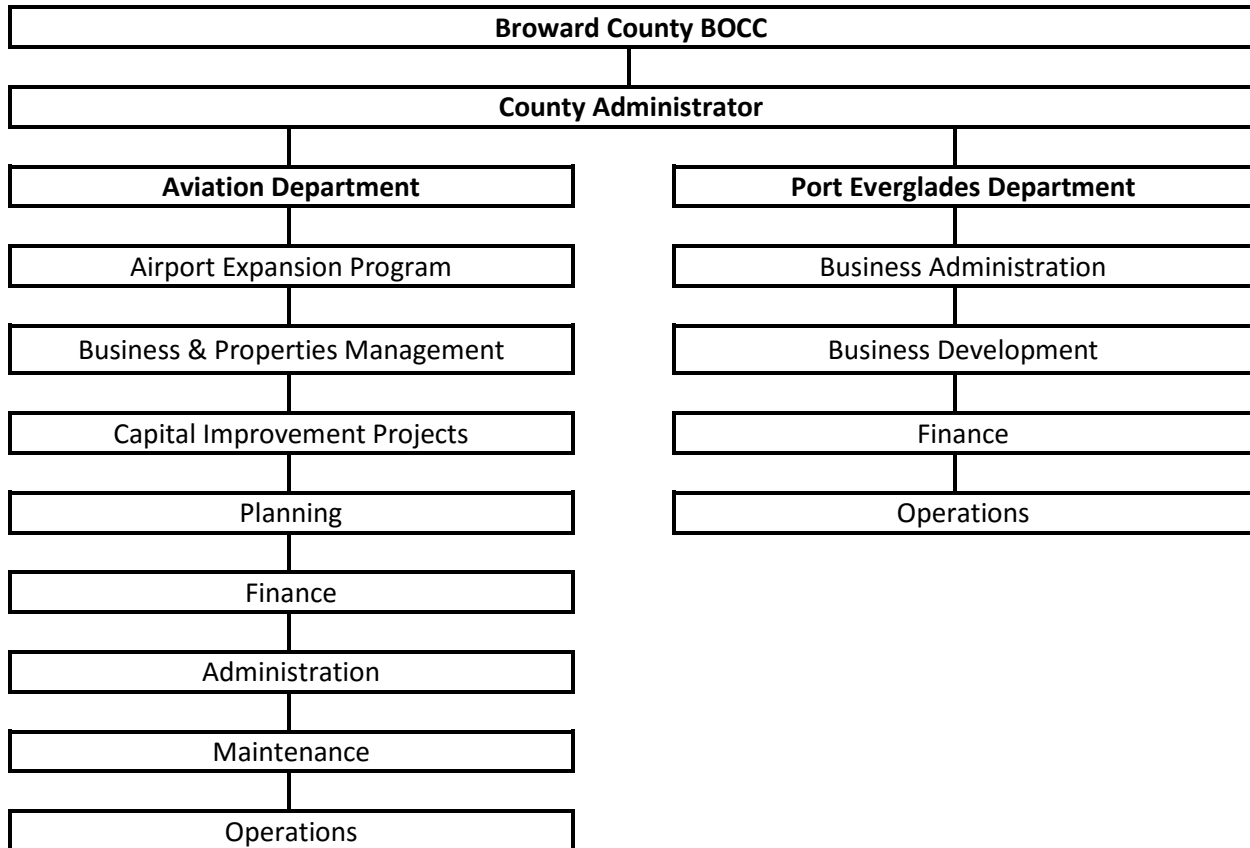 Broward County BOCC
County Administrator
Aviation Department
Airport Expansion Program
Business & Properties Management
Capital Improvement Projects
Planning
Finance
Administration
Maintenance
Operations
Port Everglades Department
Business Administration
Business Development
Finance
Operations